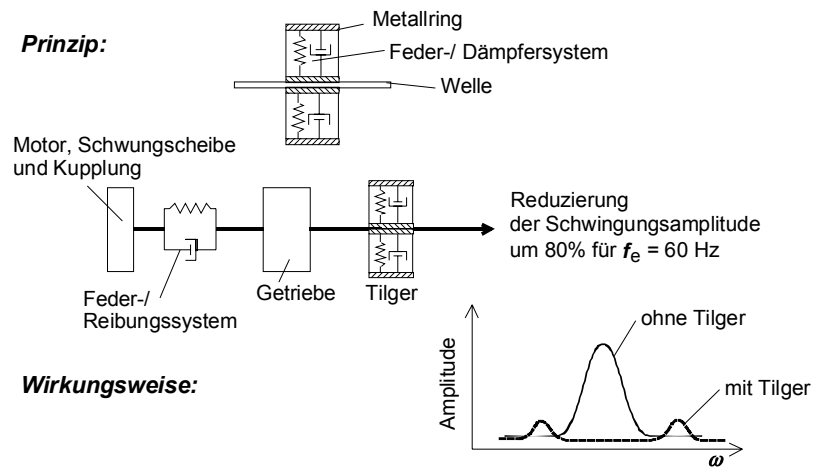 Prinzip:
Metallring
Feder-/ Dämpfersystem
Welle
Motor, Schwungscheibe
und Kupplung
Feder-/
Reibungssystem
Getriebe
Tilger
Reduzierung
der Schwingungsamplitude
um 80% für fe = 60 Hz
Wirkungsweise:
Amplitude
ohne Tilger
mit Tilger
ω